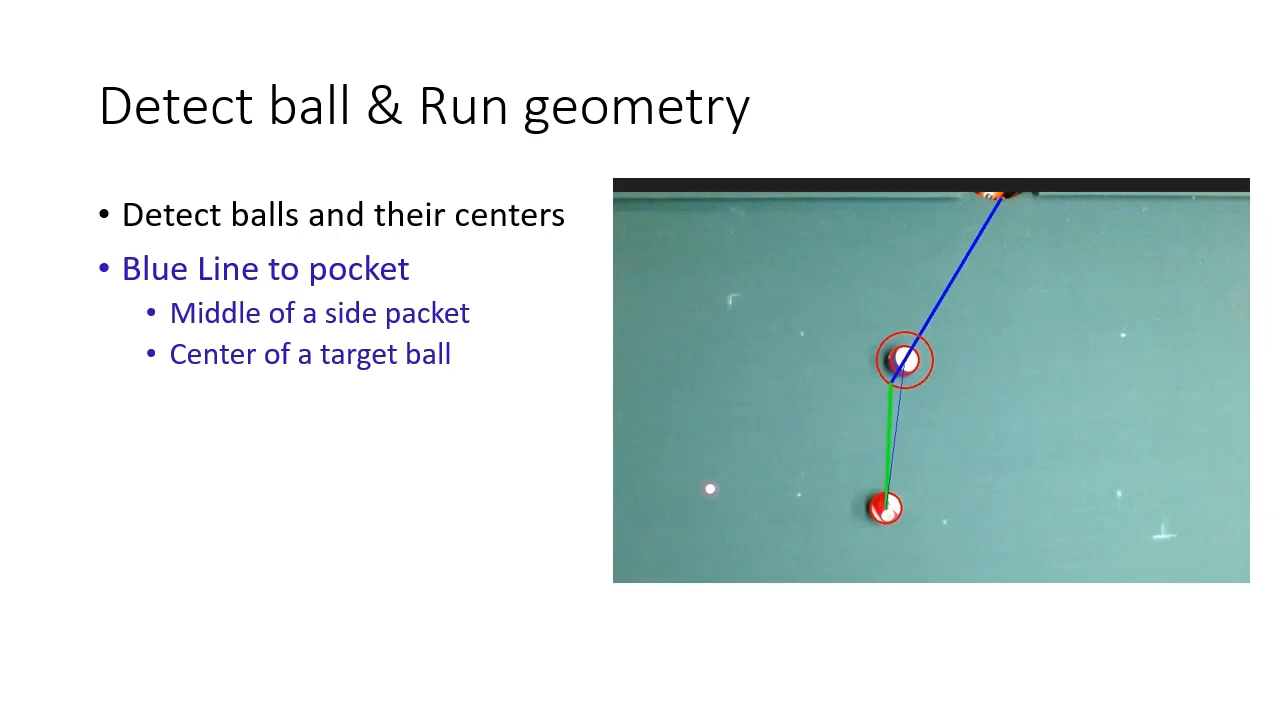 Detect ball & Run geometry
• Detect balls and their centers
• Blue Line to pocket
• Middle of a side packet
• Center of a target ball